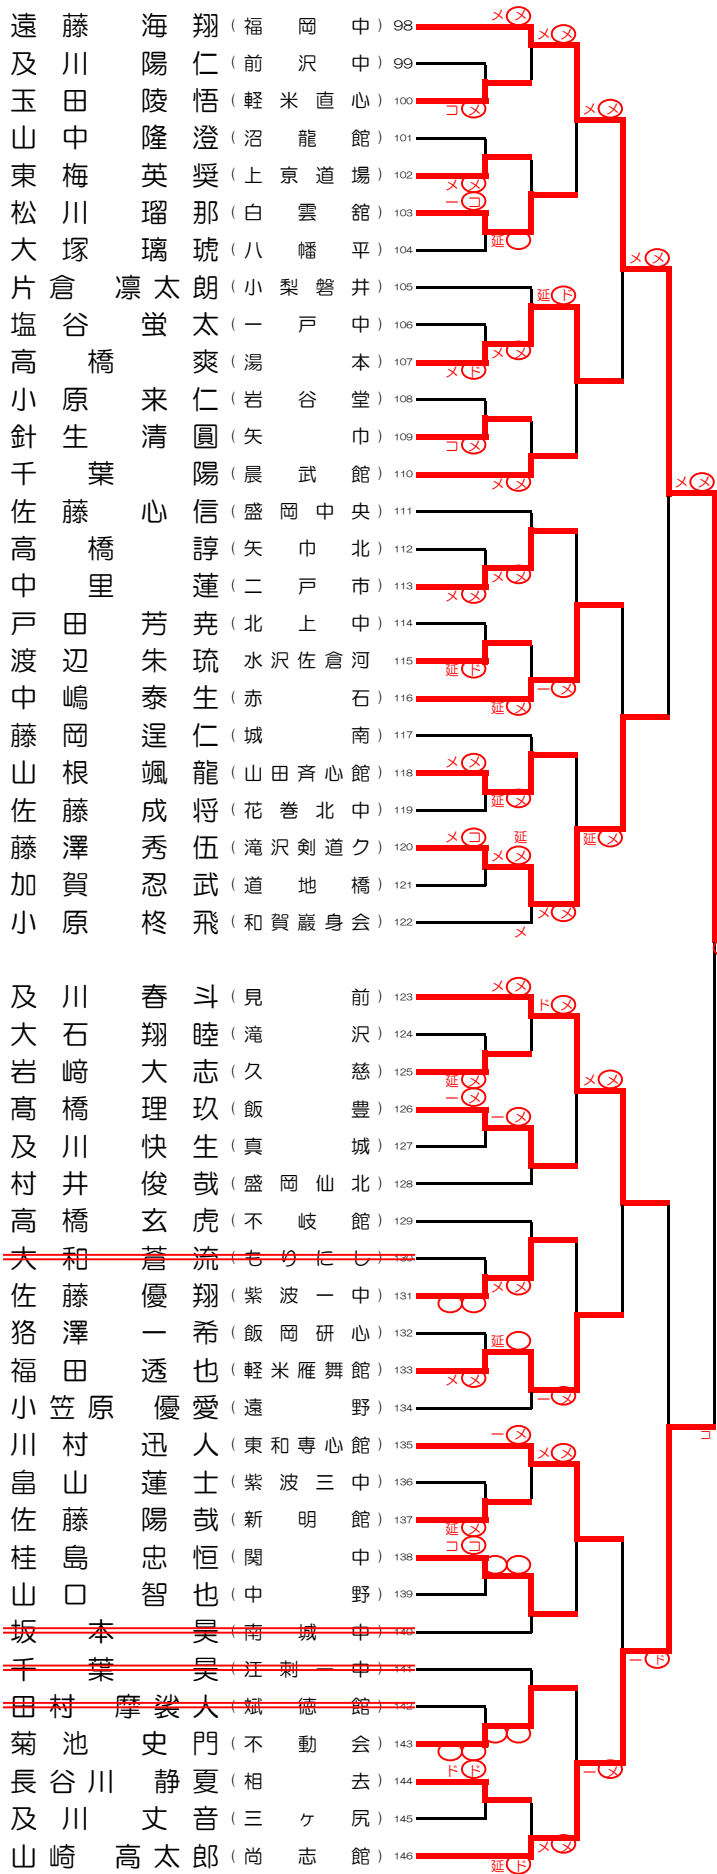 遠藤 海翔 (福岡中) 98
及川 陽仁 (前沢中) 99
玉田 陵悟 (軽米直心) 100
山中 隆澄 (沼龍館) 101
東梅 英奨 (上京道場) 102
松川 瑠那 (白雲舘) 103
大塚 璃琥 (八幡平) 104
片倉 凛太朗 (小梨磐井) 105
塩谷 蛍太 (一戸中) 106
高橋 爽 (湯本) 107
小原 来仁 (岩谷堂) 108
針生 清圓 (矢巾) 109
千葉 陽 (晨武館) 110
佐藤 心信 (盛岡中央) 111
高橋 諄 (矢巾北) 112
中里 蓮 (二戸市) 113
戸田 芳尭 (北上中) 114
渡辺 朱琉 水沢佐倉河 115
中嶋 泰生 (赤石) 116
藤岡 逞仁 (城南) 117
山根 颯龍 (山田斉心館) 118
佐藤 成将 (花巻北中) 119
藤澤 秀伍 (滝沢剣道ク) 120
加賀 忍武 (道地橋) 121
小原 柊飛 (和賀巖身会) 122
及川 春斗 (見前) 123
大石 翔睦 (滝沢) 124
岩﨑 大志 (久慈) 125
髙橋 理玖 (飯豊) 126
及川 快生 (真城) 127
村井 俊哉 (盛岡仙北) 128
高橋 玄虎 (不岐館) 129
大和 蒼流 (もりにし) 130
佐藤 優翔 (紫波一中) 131
狢澤 一希 (飯岡研心) 132
福田 透也 (軽米雁舞館) 133
小笠原 優愛 (遠野) 134
川村 迅人 (東和専心館) 135
畠山 蓮士 (紫波三中) 136
佐藤 陽哉 (新明館) 137
桂島 忠恒 (関中) 138
山口 智也 (中野) 139
坂本 昊 (南城中) 140
千葉 昊 (江刺一中) 141
田村 摩裟人 (斌徳館) 142
菊池 史門 (不動会) 143
長谷川 静夏 (相去) 144
及川 丈音 (三ヶ尻) 145
山崎 高太郎 (尚志館) 146